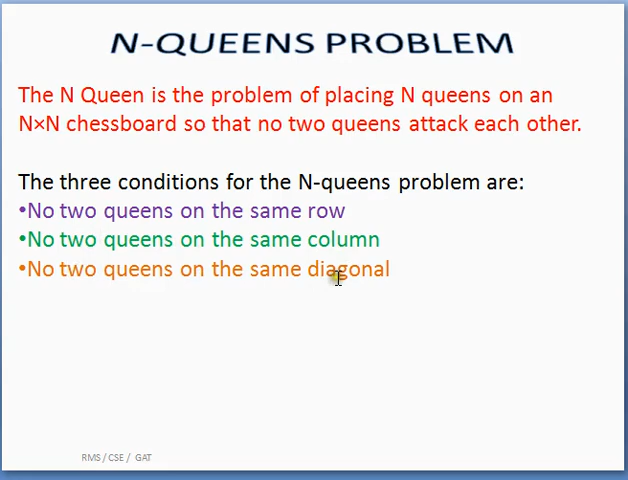 N-QUEENS PROBLEM
The N Queen is the problem of placing N queens on an
N×N chessboard so that no two queens attack each other.
The three conditions for the N-queens problem are:
•No two queens on the same row
•No two queens on the same column
•No two queens on the same diagonal
RMS / CSE / GAT